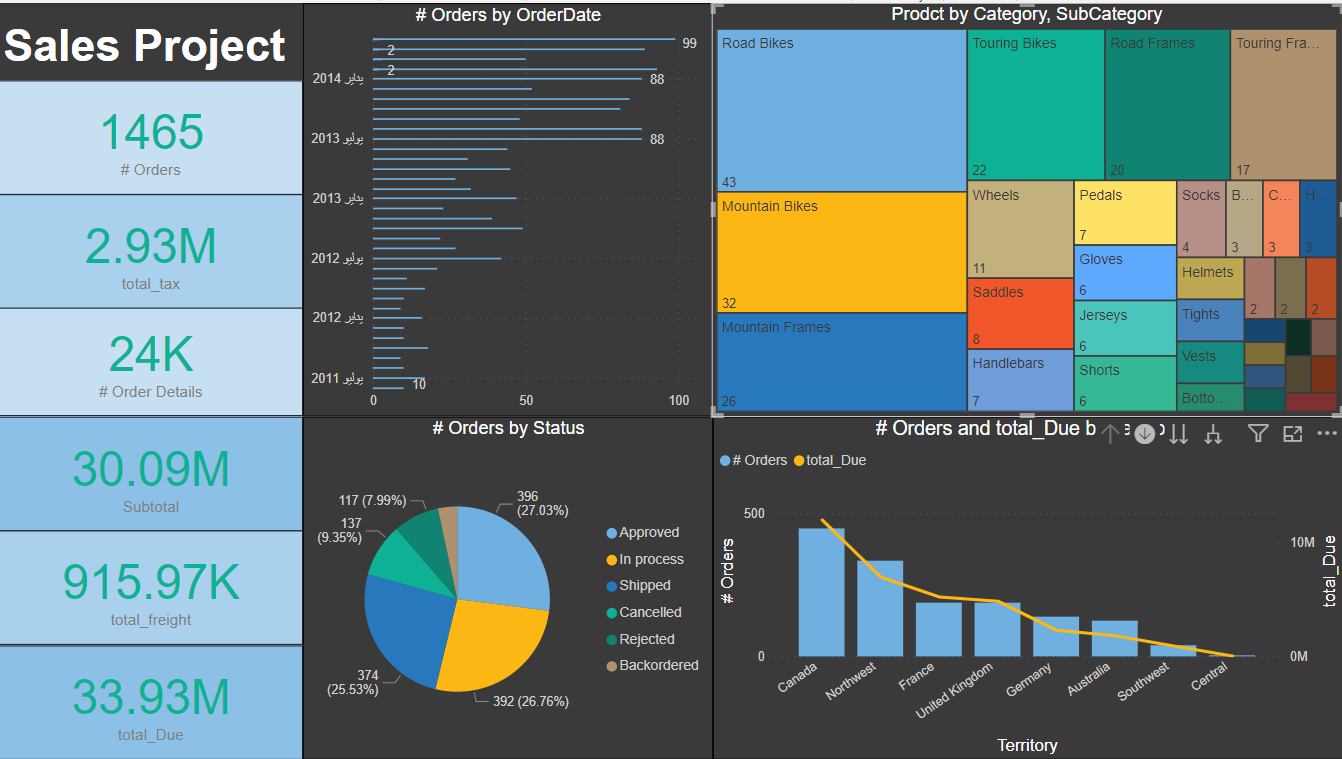 Sales Project
1465
# Orders
2.93M
total_tax
24K
# Order Details
30.09M
Subtotal
915.97K
total_freight
33.93M
total_Due
# Orders by OrderDate
99
2
2
يناير 2014
88
يوليو 2013
88
يناير 2013
يوليو 2012
يناير 2012
يوليو 2011
10
0
50
100
Prodct by Category, SubCategory
Road Bikes
43
Mountain Bikes
32
Mountain Frames
26
Touring Bikes
22
Road Frames
20
Touring Fra...
17
Wheels
11
Saddles
8
Handlebars
7
Pedals
7
Gloves
6
Jerseys
6
Shorts
6
Socks
4
B...
3
C...
3
H...
3
Helmets
Tights
Vests
Botto...
2
2
2
# Orders by Status
396
(27.03%)
392 (26.76%)
374
(25.53%)
137
(9.35%)
117 (7.99%)
Approved
In process
Shipped
Cancelled
Rejected
Backordered
# Orders and total_Due b
# Orders
total_Due
500
0
# Orders
10M
0M
total_Due
Canada
Northwest
France
United Kingdom
Germany
Australia
Southwest
Central
Territory